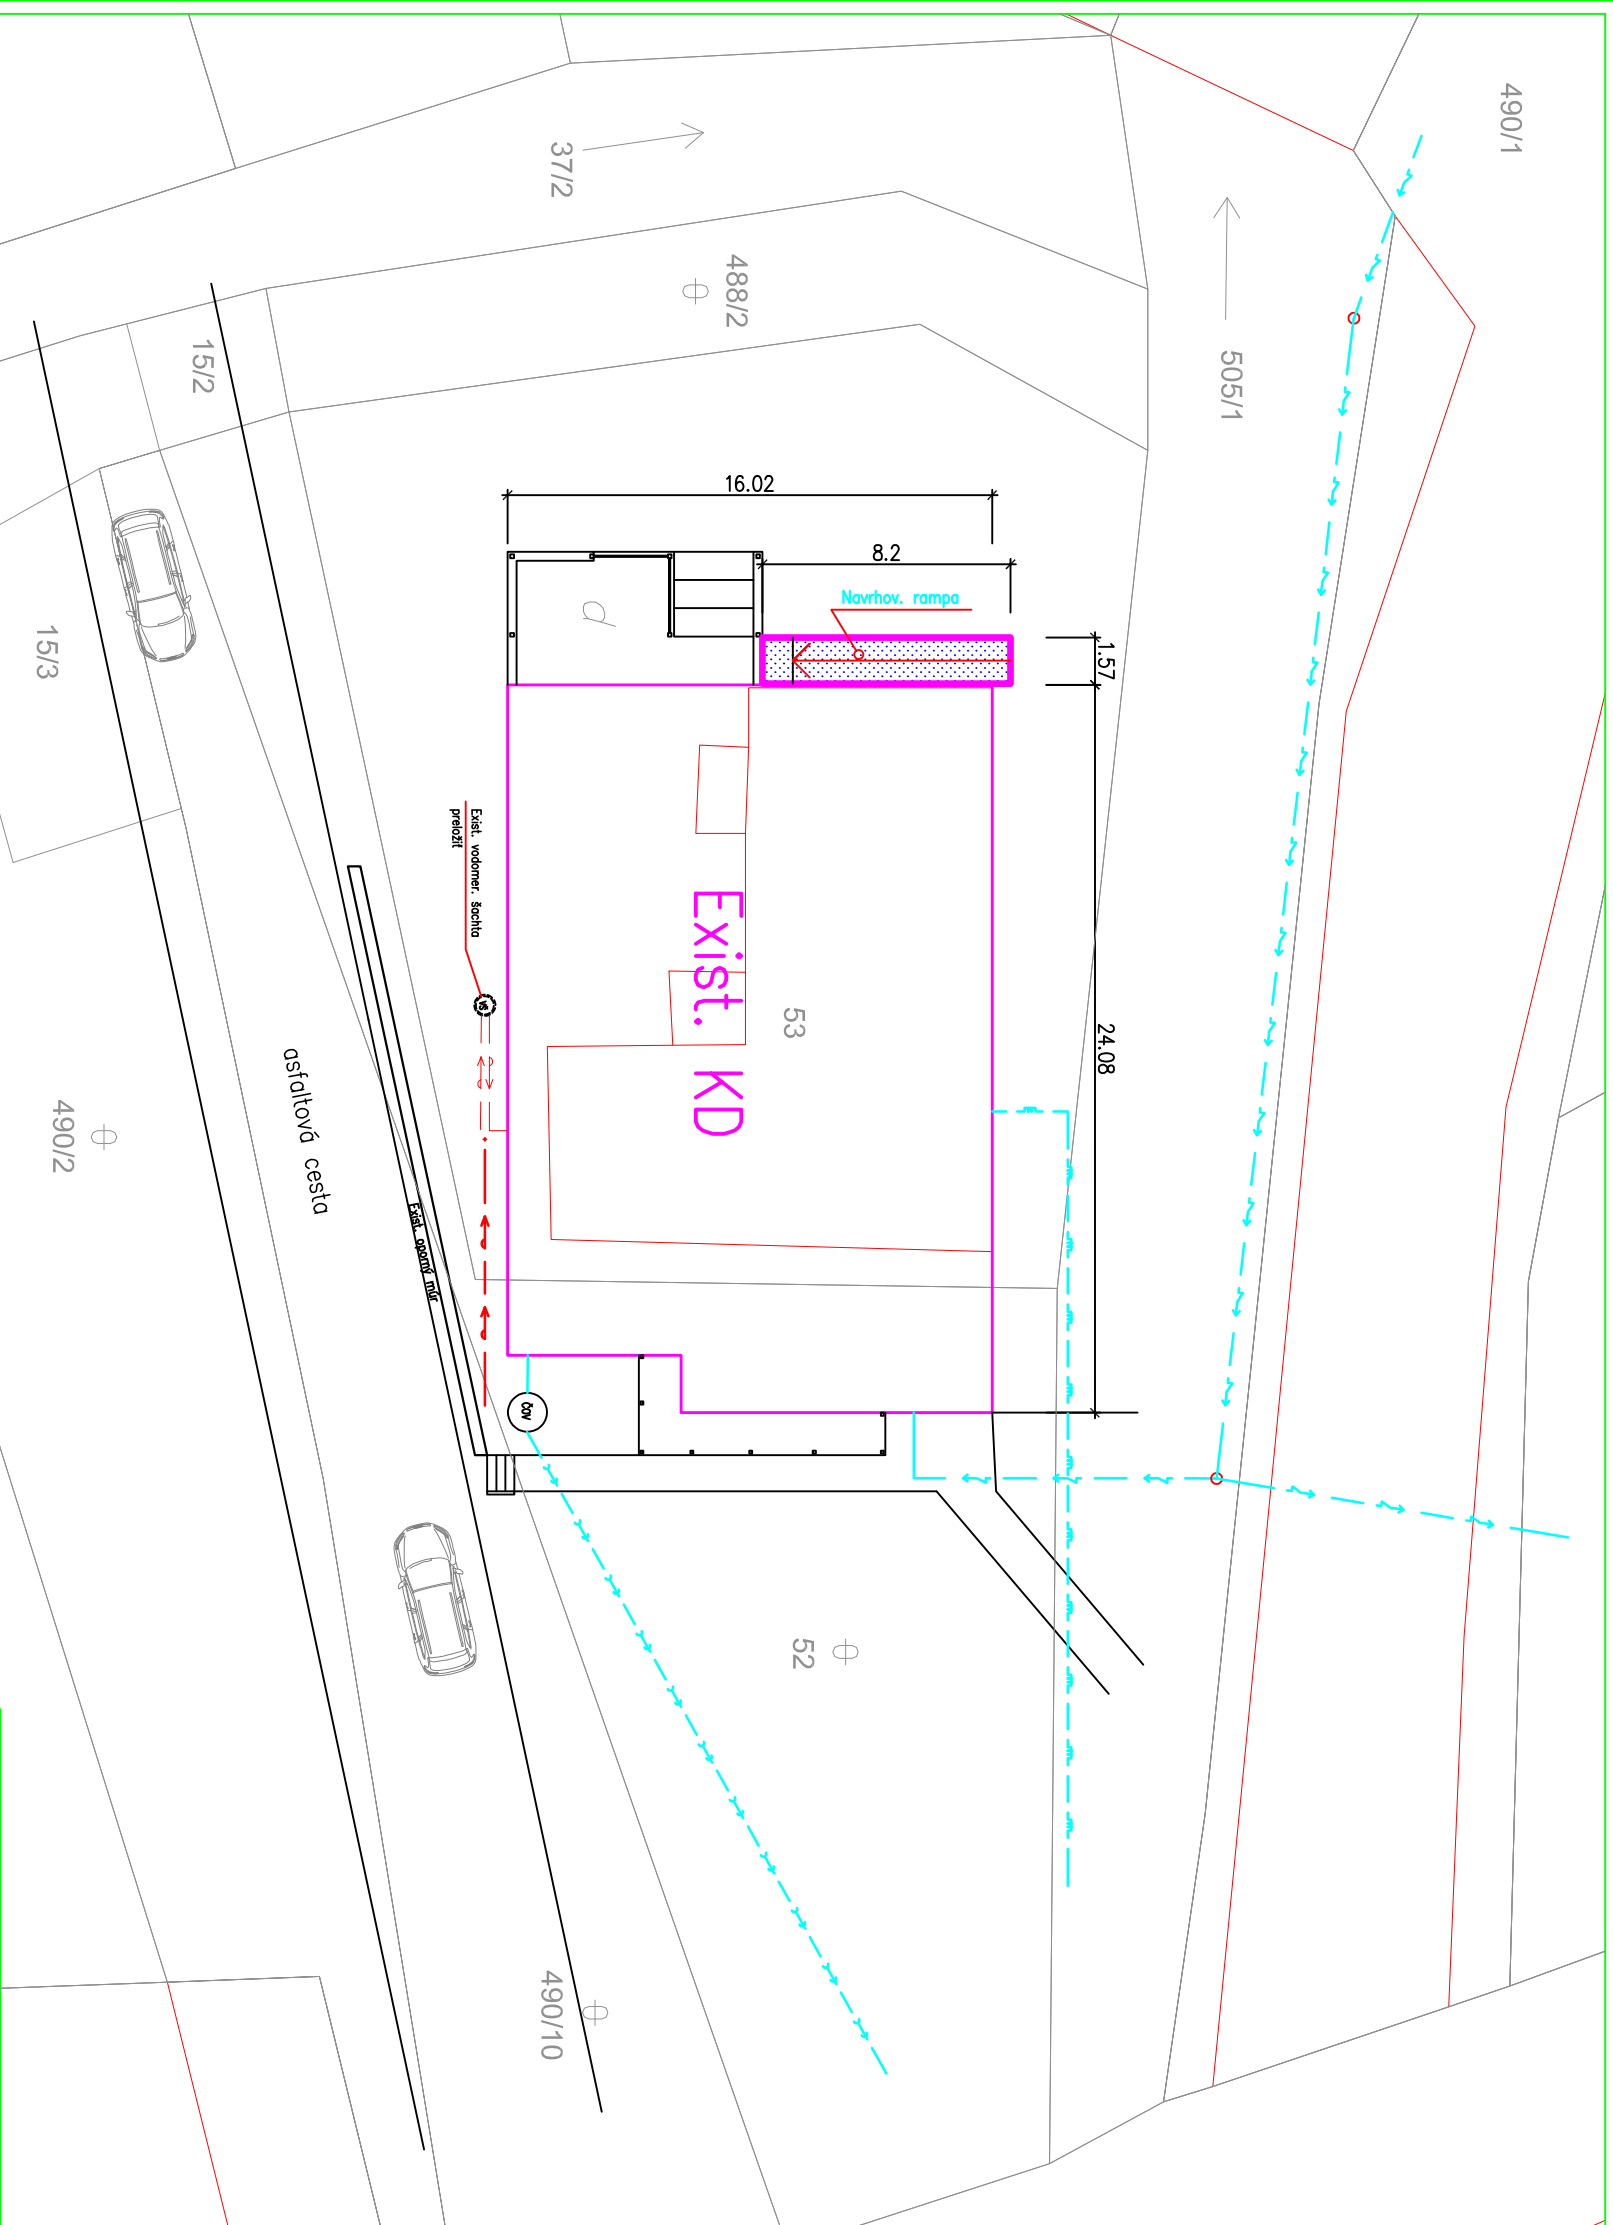 490/1
37/2
488/2
505/1
15/2
16.02
8.2
Navrhov. rampa
1.57
a
15/3
Exist. vodomer. šachta
preložiť
Exist. KD
VŠ
53
24.08
asfaltová cesta
490/2
Exist. oporný múr
ČOV
52
490/10